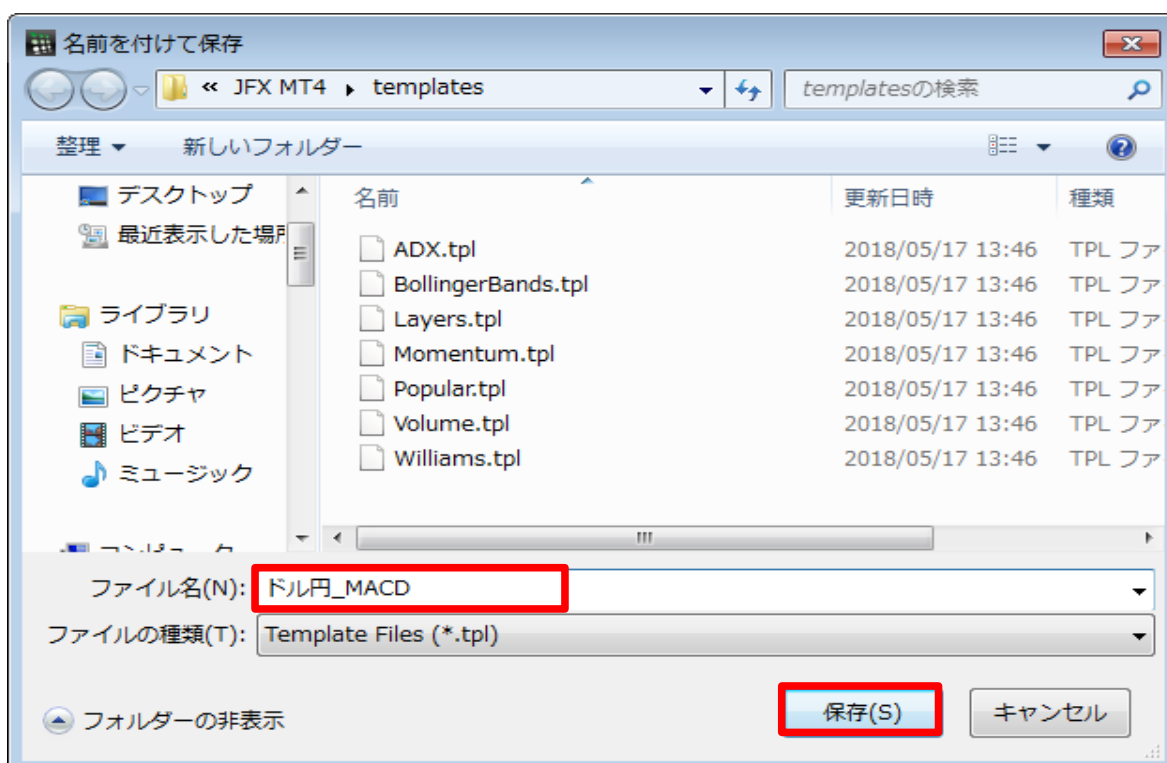 名前を付けて保存
« JFX MT4 ▸ templates templatesの検索
整理 ▼ 新しいフォルダー
名前 更新日時 種類
デスクトップ
最近表示した場所
ライブラリ
ドキュメント
ピクチャ
ビデオ
ミュージック
ADX.tpl 2018/05/17 13:46 TPL ファ
BollingerBands.tpl 2018/05/17 13:46 TPL ファ
Layers.tpl 2018/05/17 13:46 TPL ファ
Momentum.tpl 2018/05/17 13:46 TPL ファ
Popular.tpl 2018/05/17 13:46 TPL ファ
Volume.tpl 2018/05/17 13:46 TPL ファ
Williams.tpl 2018/05/17 13:46 TPL ファ
ファイル名(N): ドル円_MACD
ファイルの種類(T): Template Files (*.tpl)
フォルダーの非表示 保存(S) キャンセル